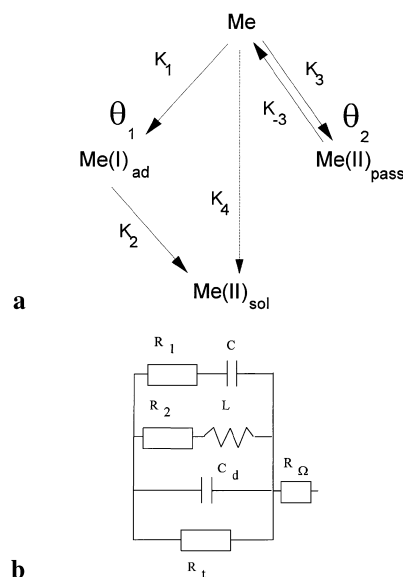 Me
K1
K3
θ1
K-3
θ2
Me(I)ad
Me(II)pass
K4
K2
Me(II)sol
a
R1
C
R2
L
Cd
RΩ
Rt
b